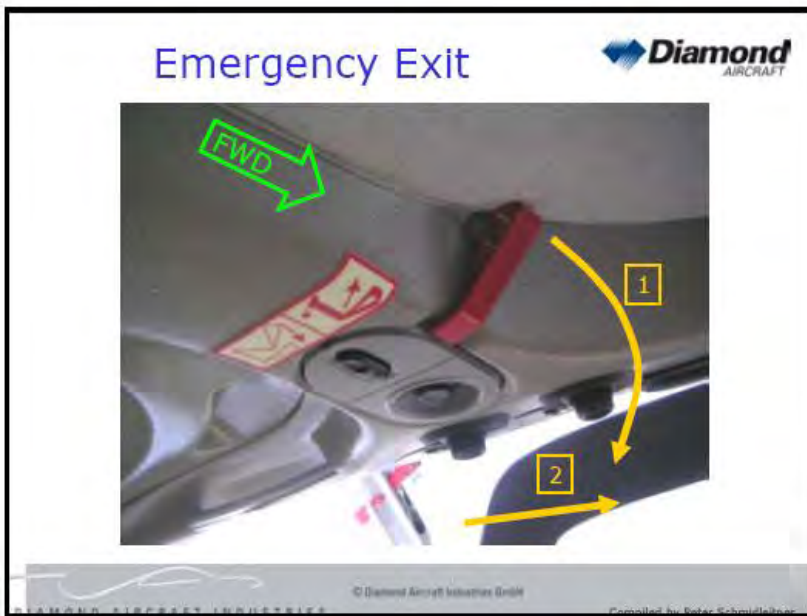 Emergency Exit
Diamond
AIRCRAFT
FWD
1
2
© Diamond Aircraft Industries GmbH
DIAMOND AIRCRAFT INDUSTRIES
Compiled by Peter Schmidleitner